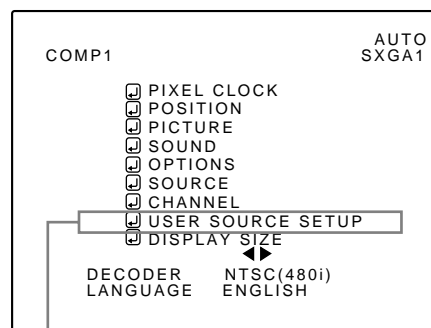 AUTO
COMP1 SXGA1
PIXEL CLOCK
POSITION
PICTURE
SOUND
OPTIONS
SOURCE
CHANNEL
USER SOURCE SETUP
DISPLAY SIZE
DECODER NTSC(480i)
LANGUAGE ENGLISH